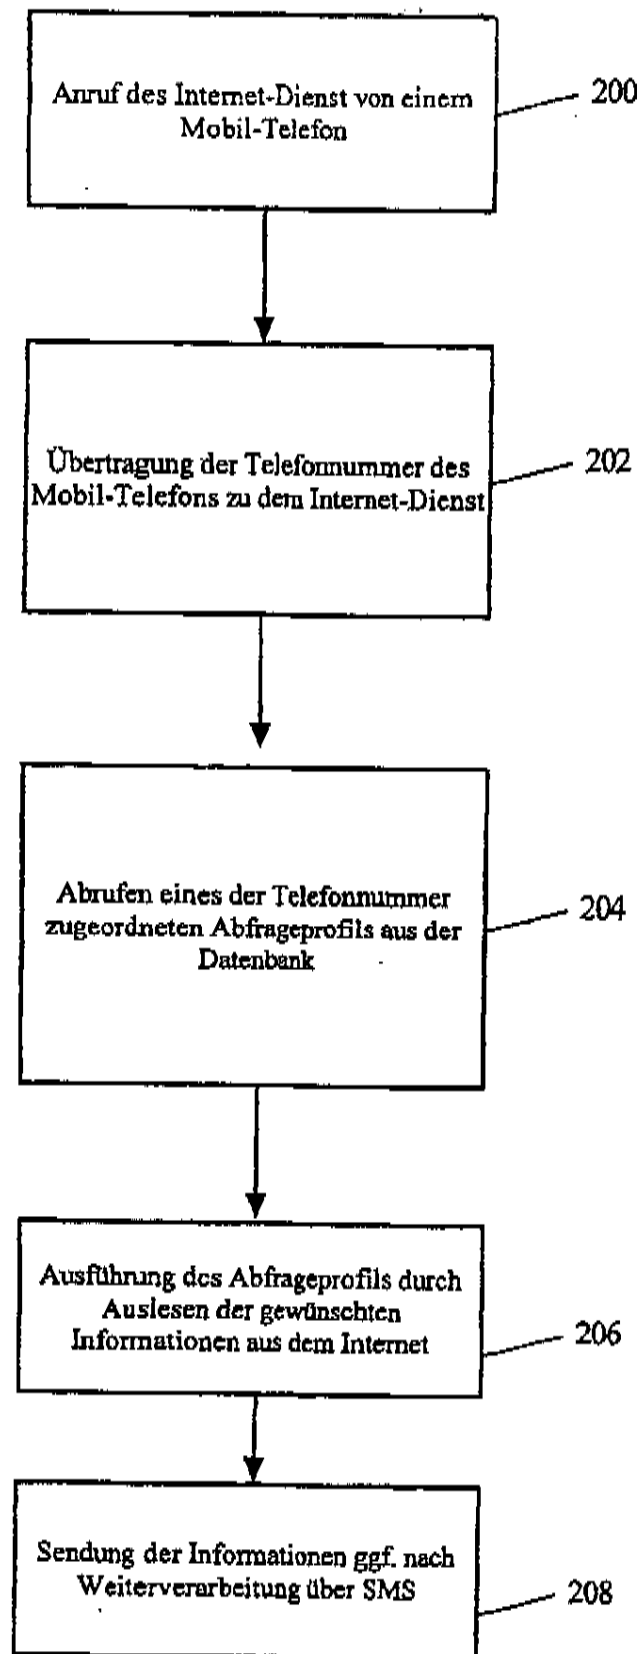 Anruf des Internet-Dienst von einem
Mobil-Telefon
200
Übertragung der Telefonnummer des
Mobil-Telefons zu dem Internet-Dienst
202
Abrufen eines der Telefonnummer
zugeordneten Abfrageprofils aus der
Datenbank
204
Ausführung des Abfrageprofils durch
Auslesen der gewünschten
Informationen aus dem Internet
206
Sendung der Informationen ggf. nach
Weiterverarbeitung über SMS
208